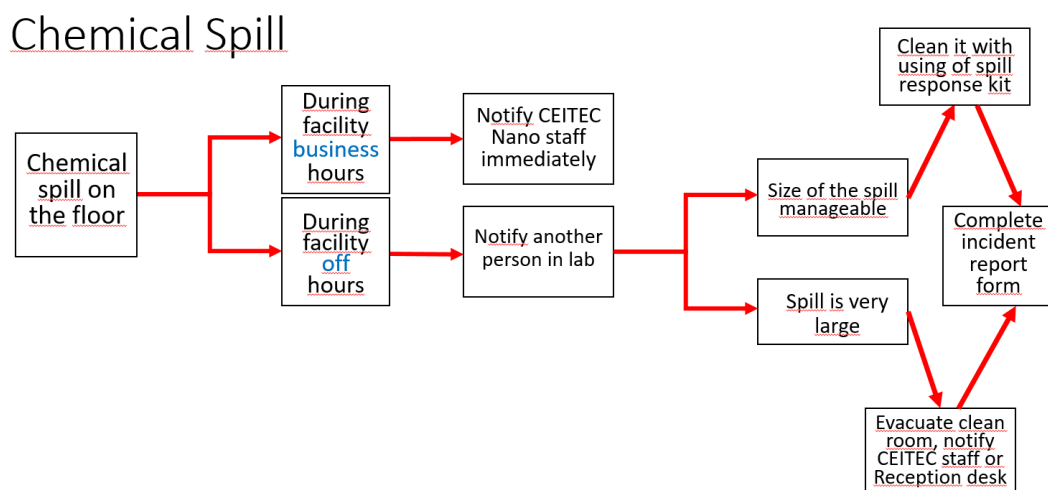 Chemical Spill
Chemical
spill on
the floor
During
facility
business
hours
During
facility
off
hours
Notify CEITEC
Nano staff
immediately
Notify another
person in lab
Size of the spill
manageable
Spill is very
large
Clean it with
using of spill
response kit
Complete
incident
report
form
Evacuate clean
room, notify
CEITEC staff or
Reception desk